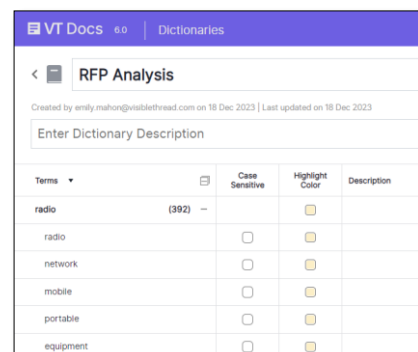 VT Docs 6.0 Dictionaries
RFP Analysis
Created by emily.mahon@visiblethread.com on 18 Dec 2023 | Last updated on 18 Dec 2023
Enter Dictionary Description
Terms Case Sensitive Highlight Color Description
radio (392)
radio
network
mobile
portable
equipment